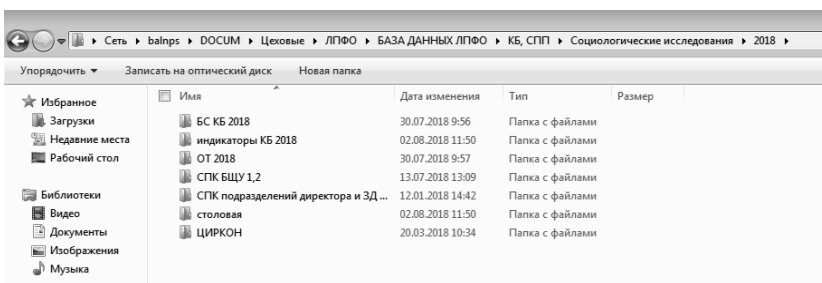 Сеть ▸ balnps ▸ DOCUM ▸ Цеховые ▸ ЛПФО ▸ БАЗА ДАННЫХ ЛПФО ▸ КБ, СПП ▸ Социологические исследования ▸ 2018 ▸
Упорядочить Записать на оптический диск Новая папка
Избранное
Загрузки
Недавние места
Рабочий стол
Библиотеки
Видео
Документы
Изображения
Музыка
Имя Дата изменения Тип Размер
БС КБ 2018 30.07.2018 9:56 Папка с файлами
индикаторы КБ 2018 02.08.2018 11:50 Папка с файлами
ОТ 2018 30.07.2018 9:57 Папка с файлами
СПК БЩУ 1,2 13.07.2018 13:09 Папка с файлами
СПК подразделений директора и ЗД ... 12.01.2018 14:42 Папка с файлами
столовая 02.08.2018 11:50 Папка с файлами
ЦИРКОН 20.03.2018 10:34 Папка с файлами